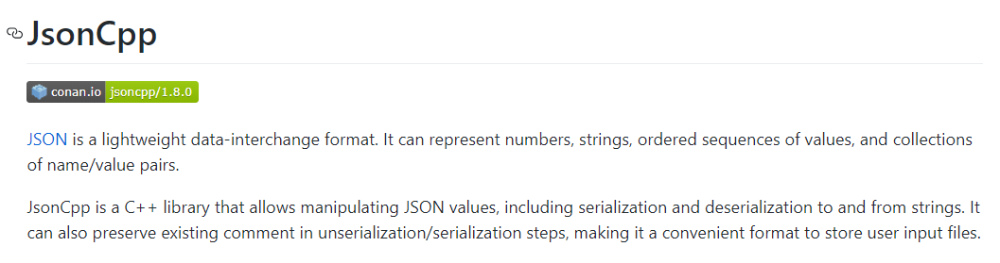 JsonCpp
conan.io jsoncpp/1.8.0
JSON is a lightweight data-interchange format. It can represent numbers, strings, ordered sequences of values, and collections
of name/value pairs.
JsonCpp is a C++ library that allows manipulating JSON values, including serialization and deserialization to and from strings. It
can also preserve existing comment in unserialization/serialization steps, making it a convenient format to store user input files.